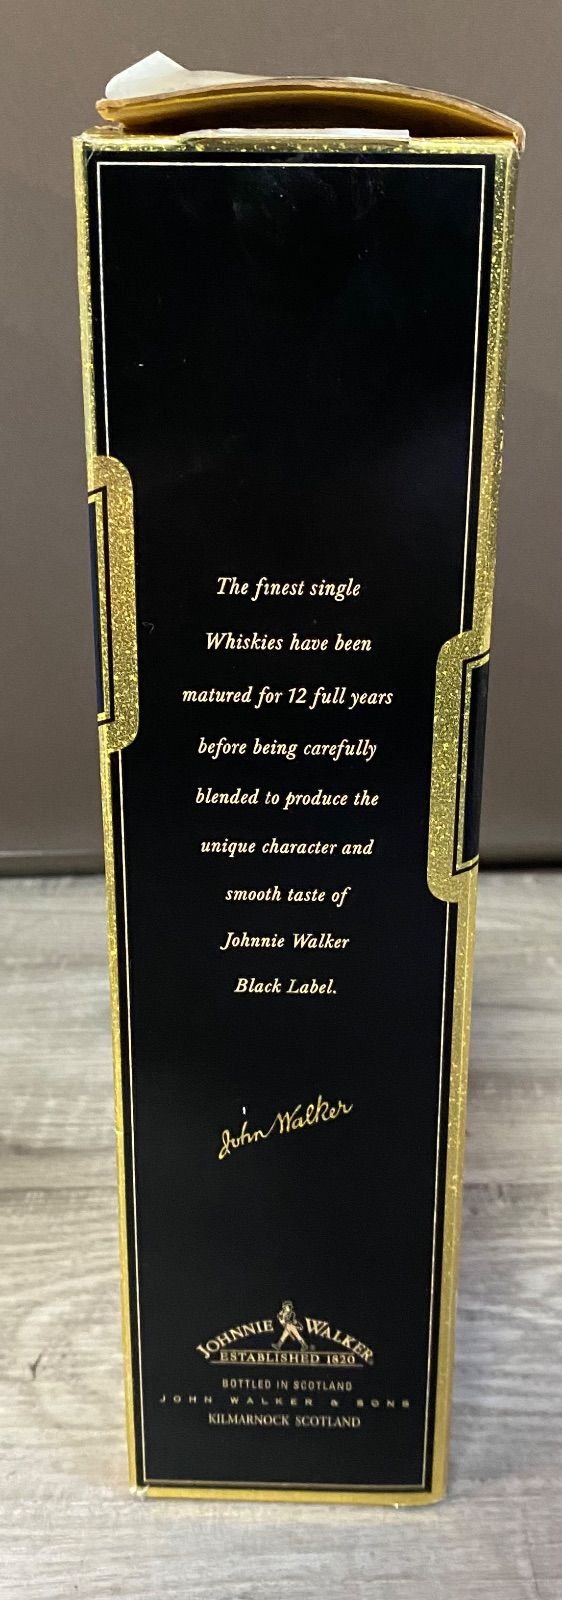 The finest single
Whiskies have been
matured for 12 full years
before being carefully
blended to produce the
unique character and
smooth taste of
Johnnie Walker
Black Label.
John Walker
JOHNNIE WALKER
ESTABLISHED 1820
BOTTLED IN SCOTLAND
JOHN WALKER & SONS
KILMARNOCK SCOTLAND